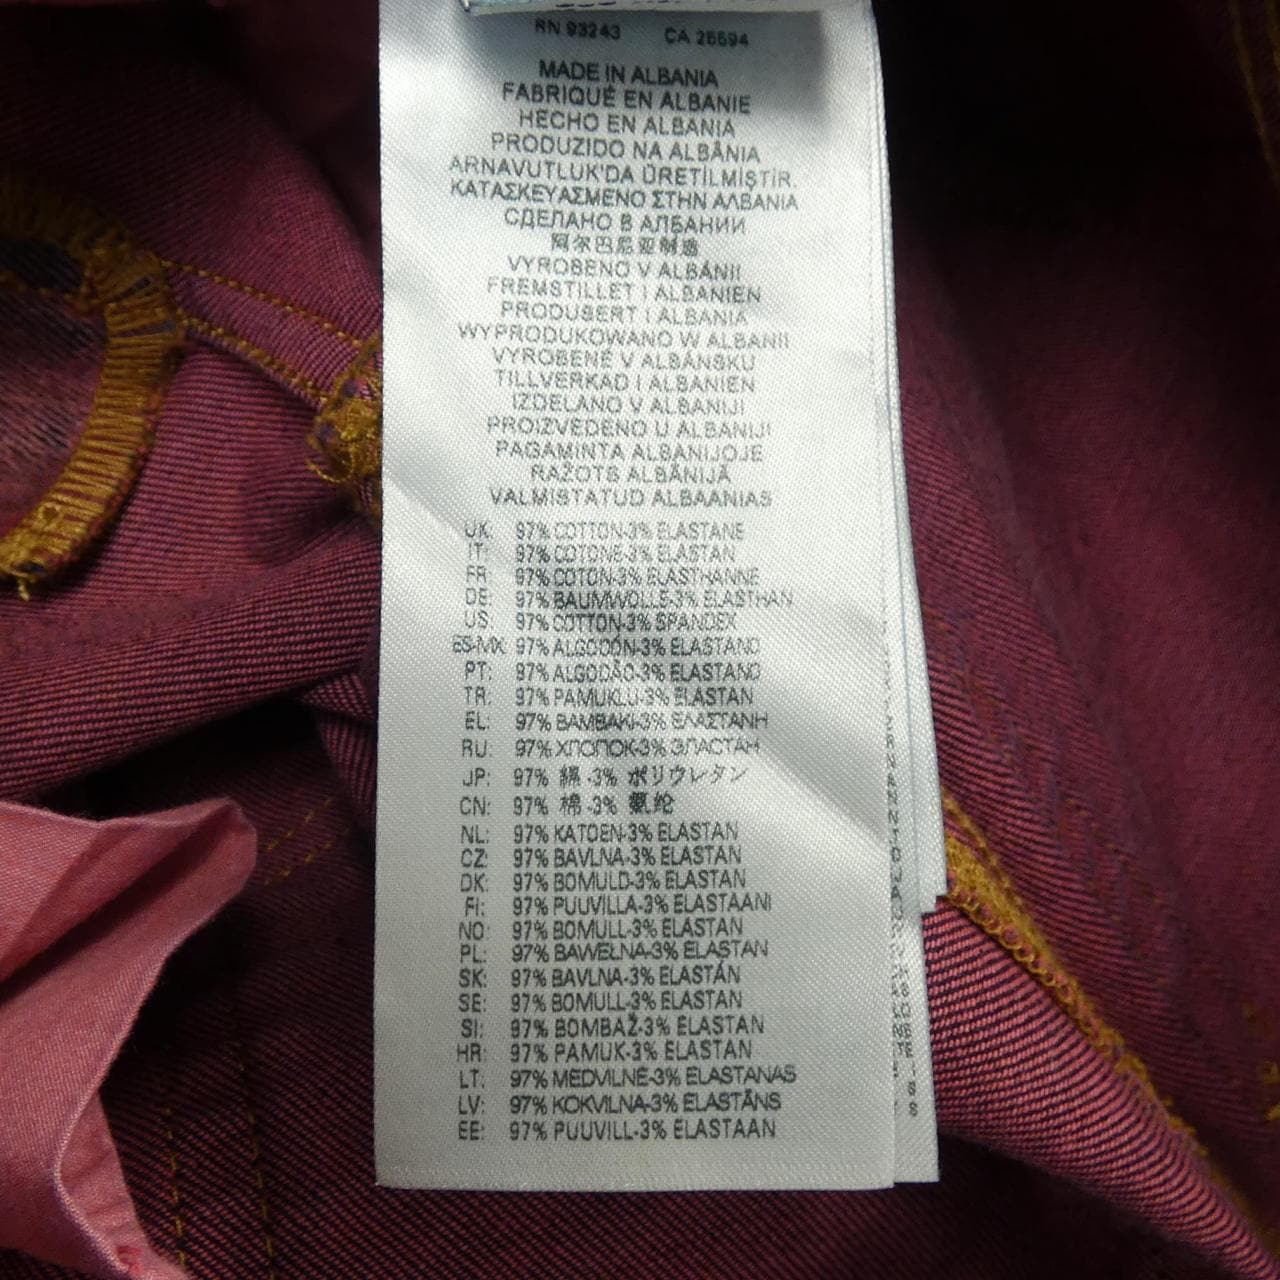 RN 93243 CA 26694
MADE IN ALBANIA
FABRIQUÉ EN ALBANIE
HECHO EN ALBANIA
PRODUZIDO NA ALBÂNIA
ARNAVUTLUK'DA ÜRETILMIŞTIR.
ΚΑΤΑΣΚΕΥΑΣΜΕΝΟ ΣΤΗΝ ΑΛΒΑΝΙΑ
СДЕЛАНО В АЛБАНИИ
阿尔巴尼亚制造
VYROBENO V ALBÁNII
FREMSTILLET I ALBANIEN
PRODUSERT I ALBANIA
WYPRODUKOWANO W ALBANII
VYROBENÉ V ALBÁNSKU
TILLVERKAD I ALBANIEN
IZDELANO V ALBANIJI
PROIZVEDENO U ALBANIJI
PAGAMINTA ALBANIJOJE
RAŽOTS ALBĀNIJĀ
VALMISTATUD ALBAANIAS
UK: 97% COTTON-3% ELASTANE
IT: 97% COTONE-3% ELASTAN
FR: 97% COTON-3% ELASTHANNE
DE: 97% BAUMWOLLE-3% ELASTHAN
US: 97% COTTON-3% SPANDEX
ES-MX: 97% ALGODÓN-3% ELASTANO
PT: 97% ALGODÃO-3% ELASTANO
TR: 97% PAMUKLU-3% ELASTAN
EL: 97% ΒΑΜΒΑΚΙ-3% ΕΛΑΣΤΑΝΗ
RU: 97% ХЛОПОК-3% ЭЛАСТАН
JP: 97% 綿 -3% ポリウレタン
CN: 97% 棉 -3% 氨纶
NL: 97% KATOEN-3% ELASTAN
CZ: 97% BAVLNA-3% ELASTAN
DK: 97% BOMULD-3% ELASTAN
FI: 97% PUUVILLA-3% ELASTAANI
NO: 97% BOMULL-3% ELASTAN
PL: 97% BAWEŁNA-3% ELASTAN
SK: 97% BAVLNA-3% ELASTÁN
SE: 97% BOMULL-3% ELASTAN
SI: 97% BOMBAŽ-3% ELASTAN
HR: 97% PAMUK-3% ELASTAN
LT: 97% MEDVILNĖ-3% ELASTANAS
LV: 97% KOKVILNA-3% ELASTĀNS
EE: 97% PUUVILL-3% ELASTAAN